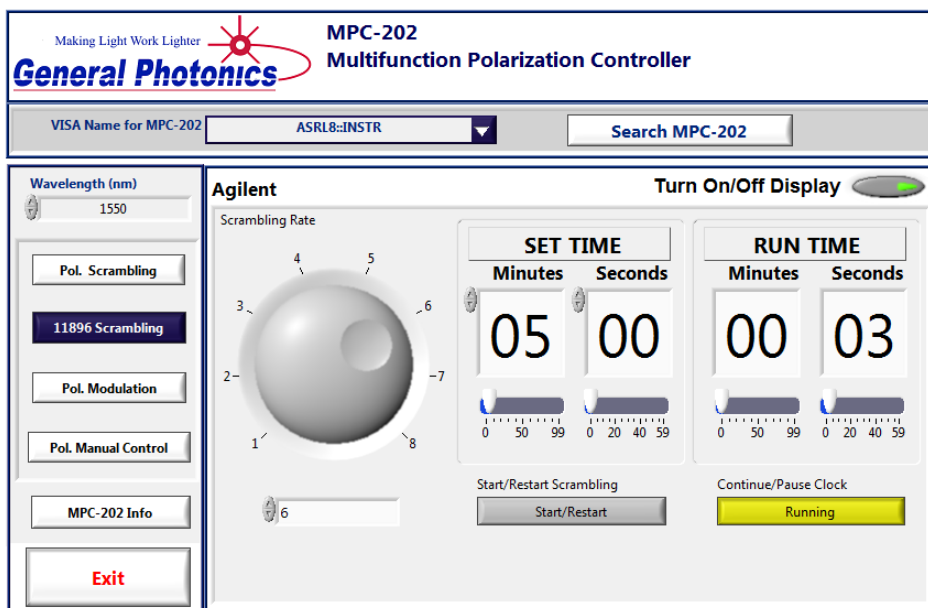 Making Light Work Lighter
General Photonics
MPC-202
Multifunction Polarization Controller
VISA Name for MPC-202
ASRL8::INSTR
Search MPC-202
Wavelength (nm)
1550
Pol. Scrambling
11896 Scrambling
Pol. Modulation
Pol. Manual Control
MPC-202 Info
Exit
Agilent
Turn On/Off Display
Scrambling Rate
1 2 3 4 5 6 7 8
6
SET TIME
Minutes Seconds
05 00
0 50 99 0 20 40 59
Start/Restart Scrambling
Start/Restart
RUN TIME
Minutes Seconds
00 03
0 50 99 0 20 40 59
Continue/Pause Clock
Running